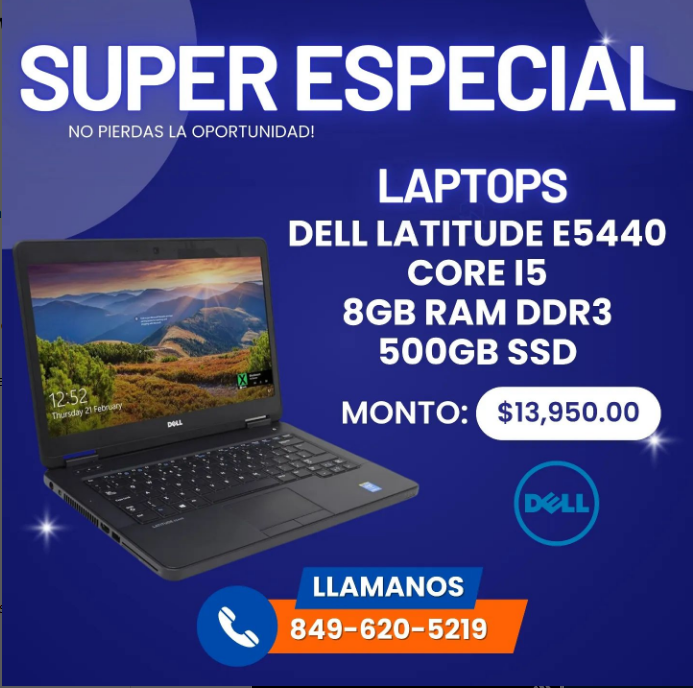 SUPER ESPECIAL
NO PIERDAS LA OPORTUNIDAD!
LAPTOPS
DELL LATITUDE E5440
CORE I5
8GB RAM DDR3
500GB SSD
12:52
Thursday 21 February
DELL
MONTO: $13,950.00
DELL
LLAMANOS
849-620-5219